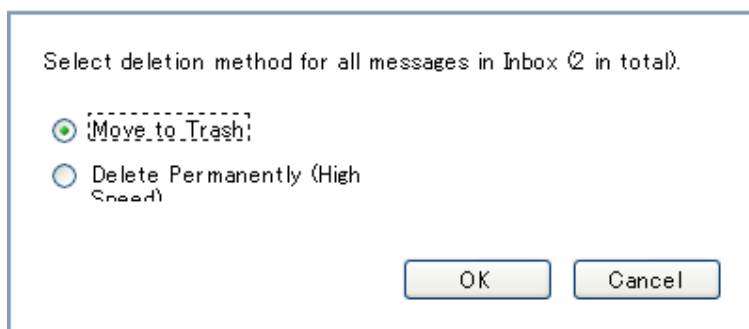 Select deletion method for all messages in Inbox (2 in total).
Move to Trash
Delete Permanently (High
Speed)
OK
Cancel